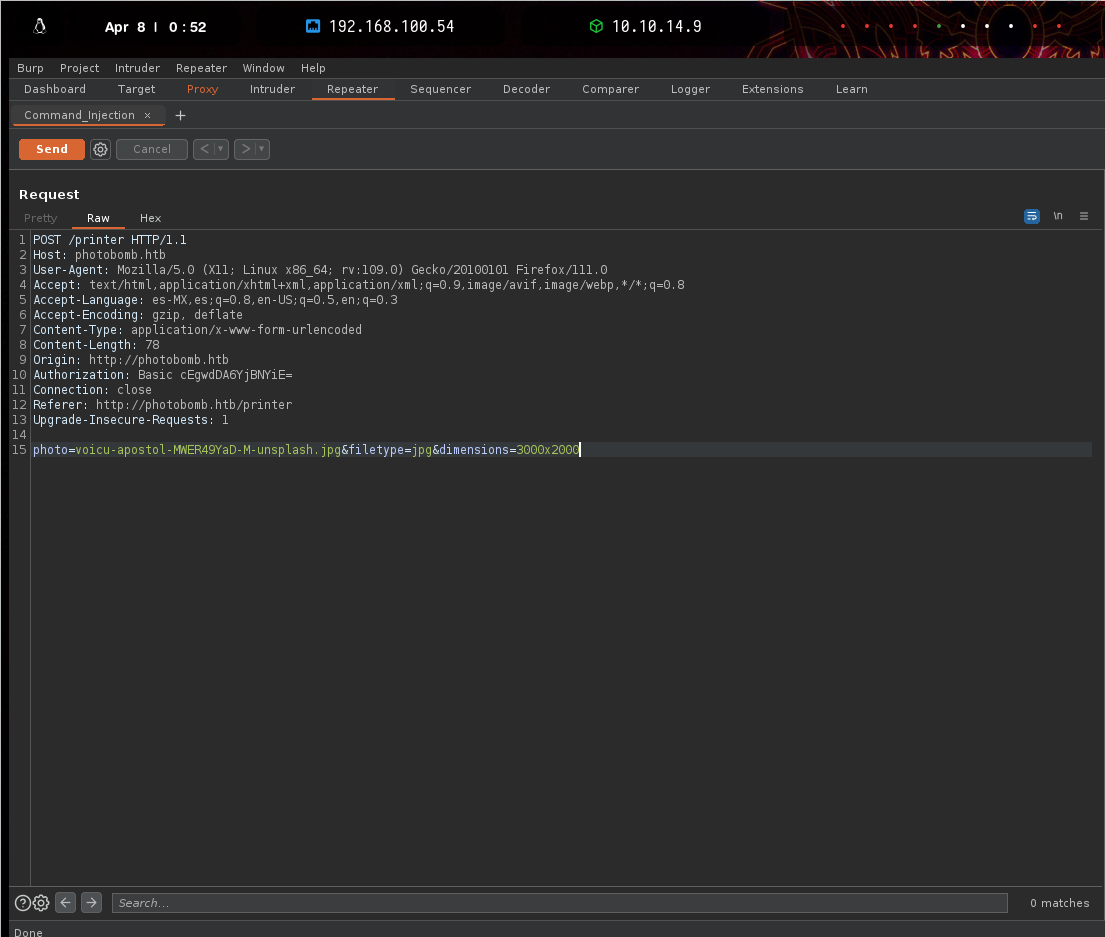 Apr 8 | 0:52 192.168.100.54 10.10.14.9
Burp Project Intruder Repeater Window Help
Dashboard Target Proxy Intruder Repeater Sequencer Decoder Comparer Logger Extensions Learn
Command_Injection × +
Send Cancel < ▾ > ▾
Request
Pretty Raw Hex \n
1 POST /printer HTTP/1.1
2 Host: photobomb.htb
3 User-Agent: Mozilla/5.0 (X11; Linux x86_64; rv:109.0) Gecko/20100101 Firefox/111.0
4 Accept: text/html,application/xhtml+xml,application/xml;q=0.9,image/avif,image/webp,*/*;q=0.8
5 Accept-Language: es-MX,es;q=0.8,en-US;q=0.5,en;q=0.3
6 Accept-Encoding: gzip, deflate
7 Content-Type: application/x-www-form-urlencoded
8 Content-Length: 78
9 Origin: http://photobomb.htb
10 Authorization: Basic cEgwdDA6YjBNYiE=
11 Connection: close
12 Referer: http://photobomb.htb/printer
13 Upgrade-Insecure-Requests: 1
14
15 photo=voicu-apostol-MWER49YaD-M-unsplash.jpg&filetype=jpg&dimensions=3000x2000
? Search... 0 matches
Done